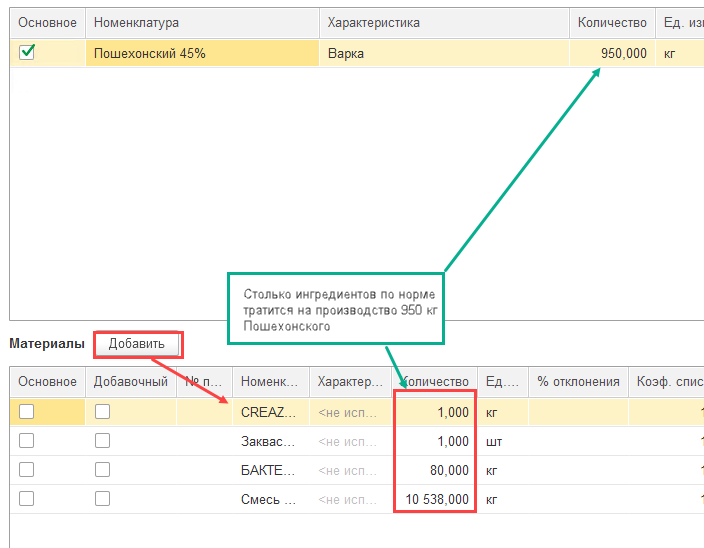 Основное Номенклатура Характеристика Количество Ед. изм
Пошехонский 45% Варка 950,000 кг
Столько ингредиентов по норме
тратится на производство 950 кг
Пошехонского
Материалы Добавить
Основное Добавочный № п... Номенк... Характер... Количество Ед.... % отклонения Коэф. спис
CREAZ... <не исп... 1,000 кг 1
Заквас... <не исп... 1,000 шт 1
БАКТЕ... <не исп... 80,000 кг 1
Смесь ... <не исп... 10 538,000 кг 1